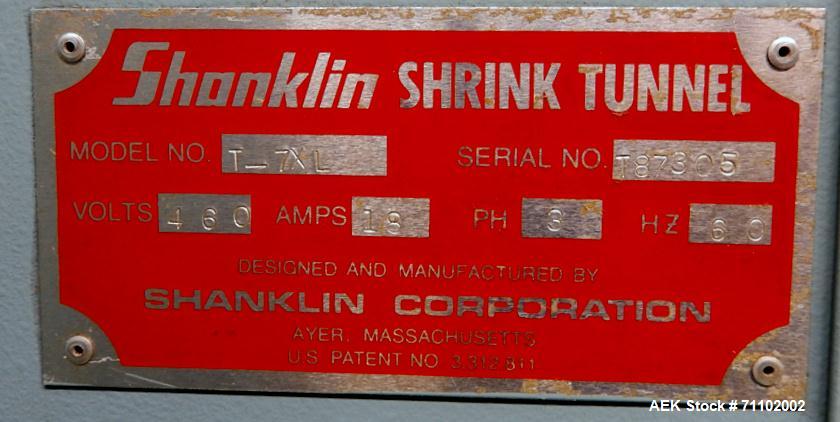 Shanklin SHRINK TUNNEL
MODEL NO. T-7XL SERIAL NO. T87305
VOLTS 460 AMPS 18 PH 3 HZ 60
DESIGNED AND MANUFACTURED BY
SHANKLIN CORPORATION
AYER, MASSACHUSETTS
U.S. PATENT NO. 3,312,811
AEK Stock # 71102002